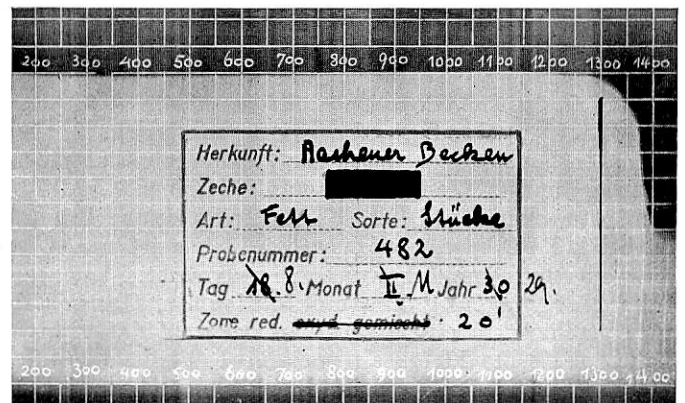 200 300 400 500 600 700 800 900 1000 1100 1200 1300 1400
Herkunft: Aachener Becken
Zeche:
Art: Fett Sorte: Stücke
Probenummer: 482
Tag 18 8. Monat II M Jahr 30 29.
Zone red. oxyd gemischt 20'
200 300 400 500 600 700 800 900 1000 1100 1200 1300 1400